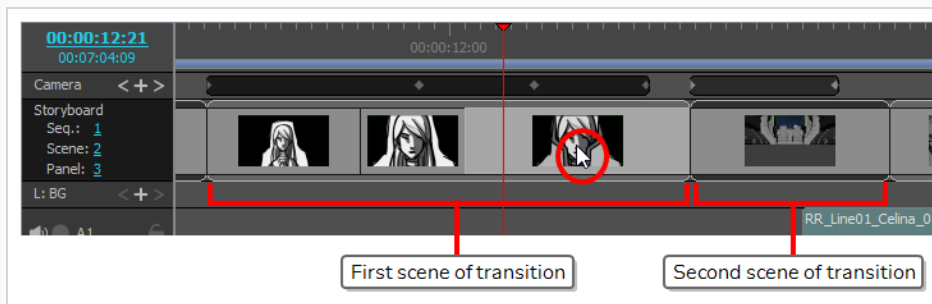 00:00:12:21
00:07:04:09
00:00:12:00
Camera < + >
Storyboard
Seq.: 1
Scene: 2
Panel: 3
L: BG < + >
A1
RR_Line01_Celina_0
First scene of transition
Second scene of transition